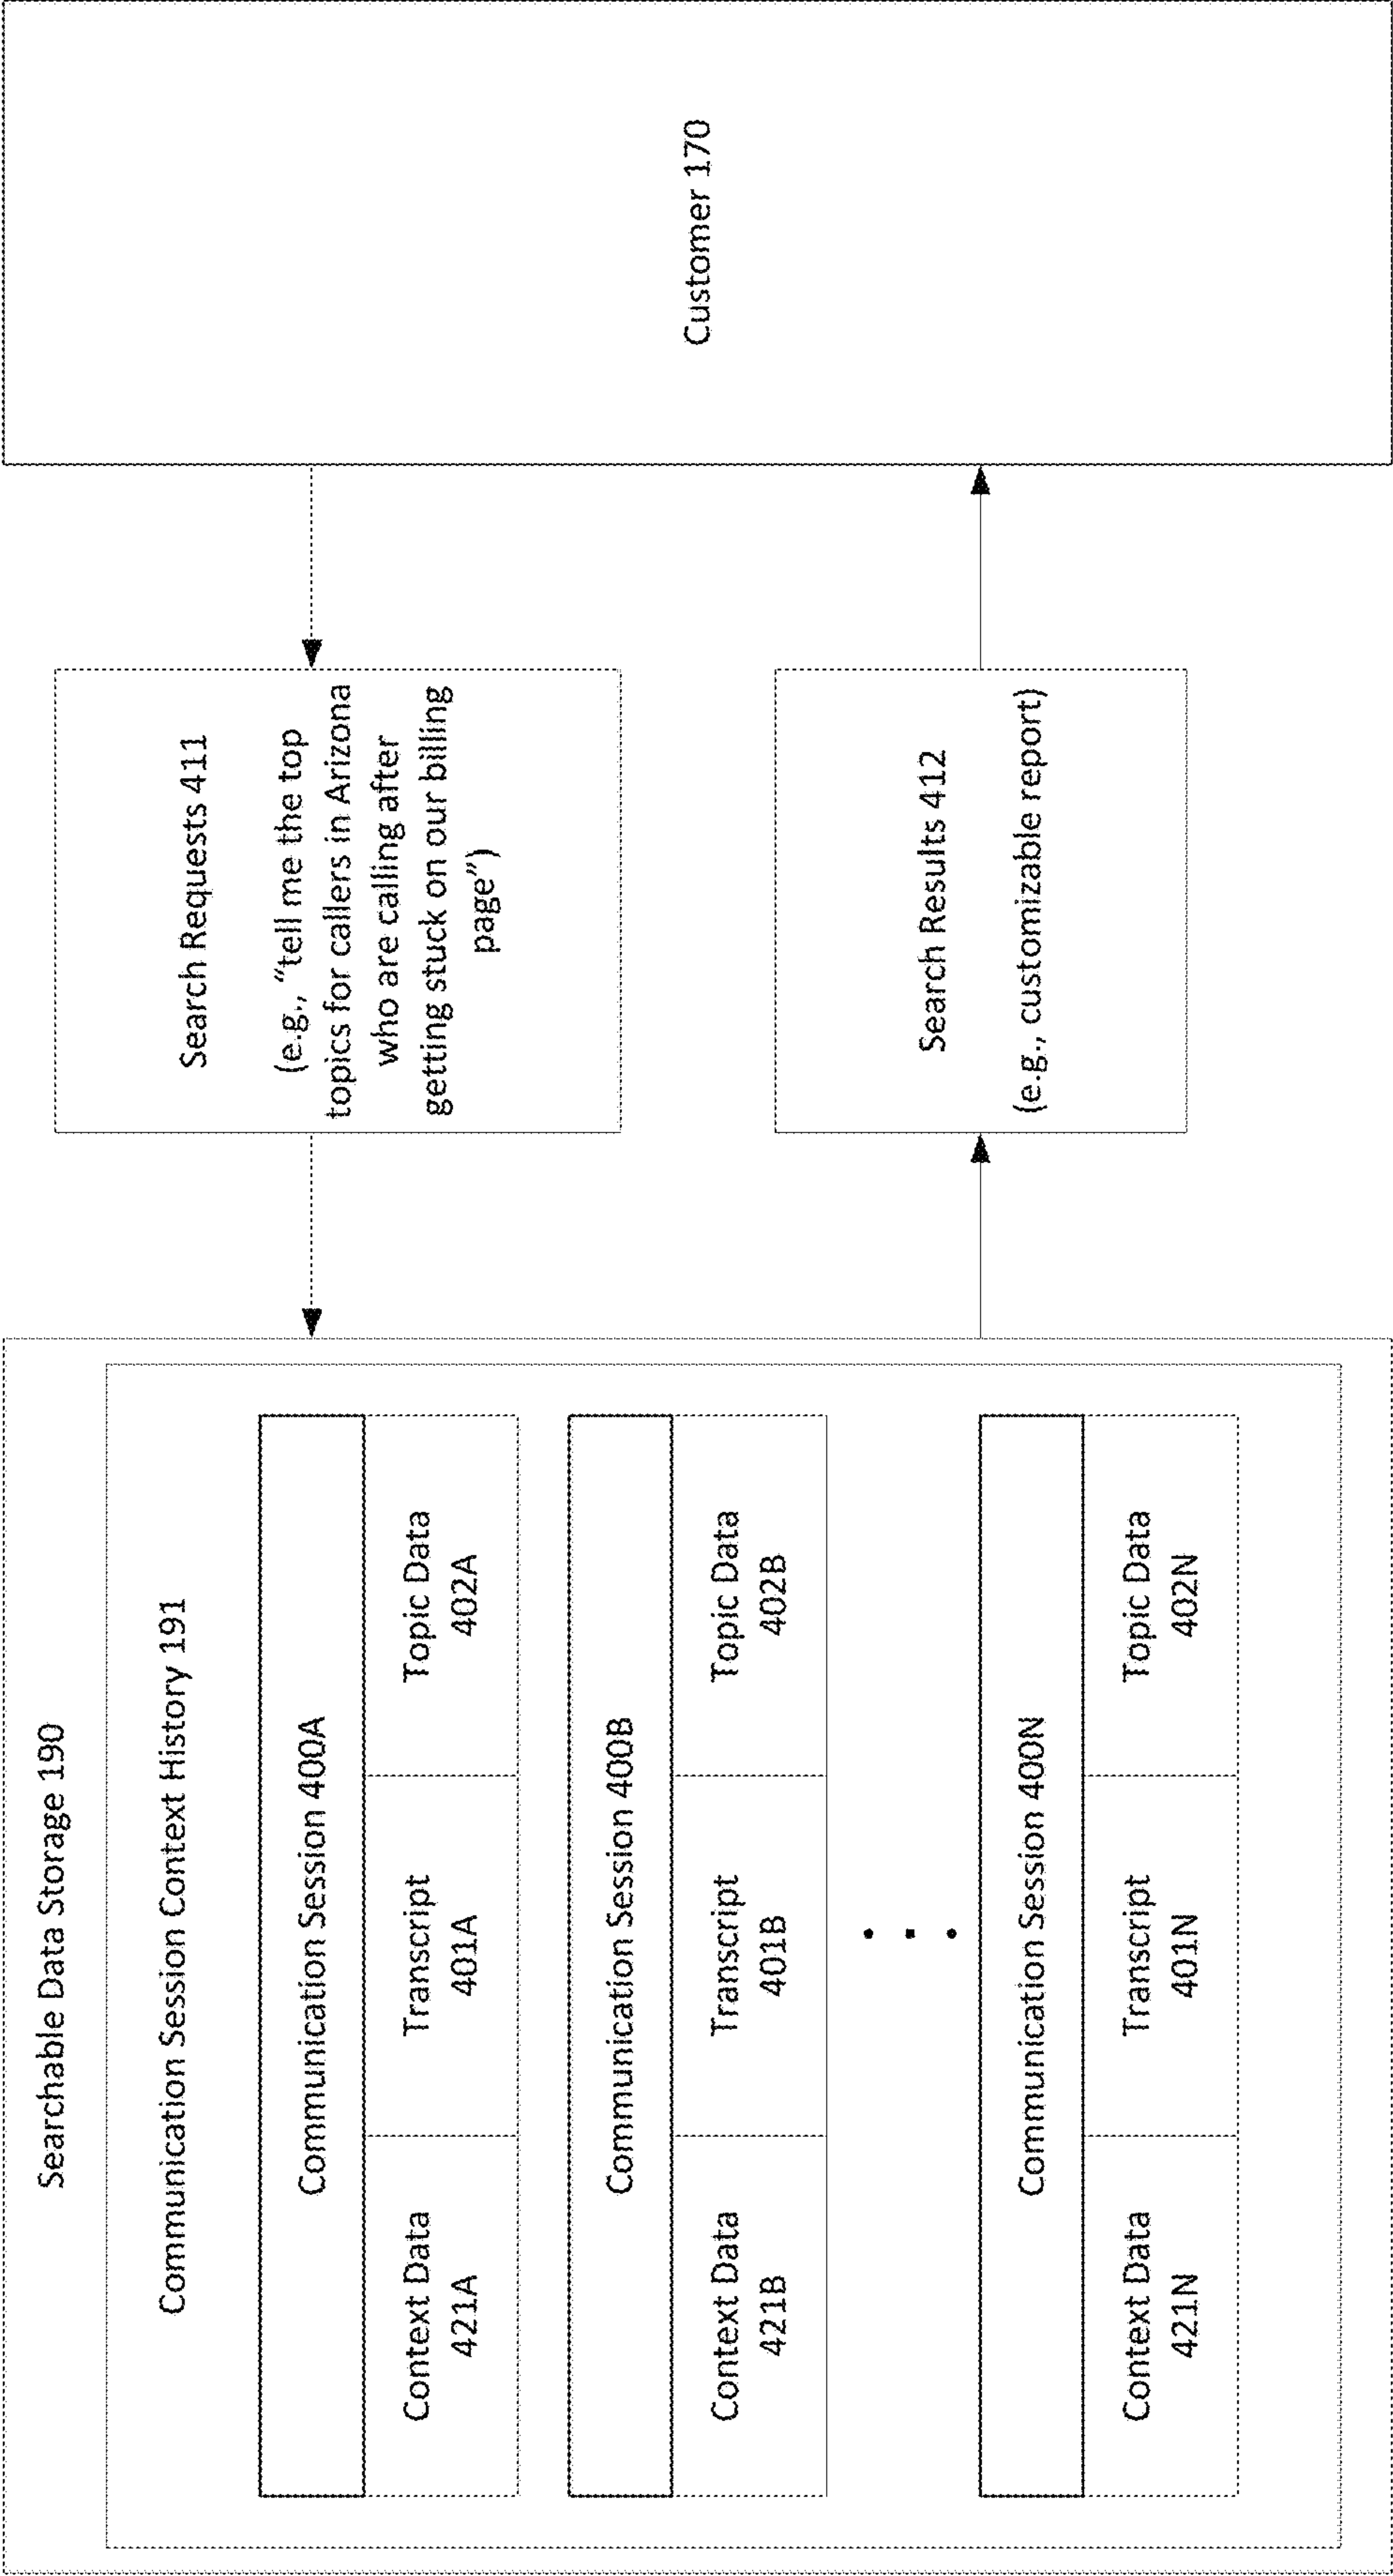 Searchable Data Storage 190
Communication Session Context History 191
Communication Session 400A
Context Data
421A
Transcript
401A
Topic Data
402A
Communication Session 400B
Context Data
421B
Transcript
401B
Topic Data
402B
Communication Session 400N
Context Data
421N
Transcript
401N
Topic Data
402N
Search Requests 411
(e.g., “tell me the top
topics for callers in Arizona
who are calling after
getting stuck on our billing
page”)
Search Results 412
(e.g., customizable report)
Customer 170